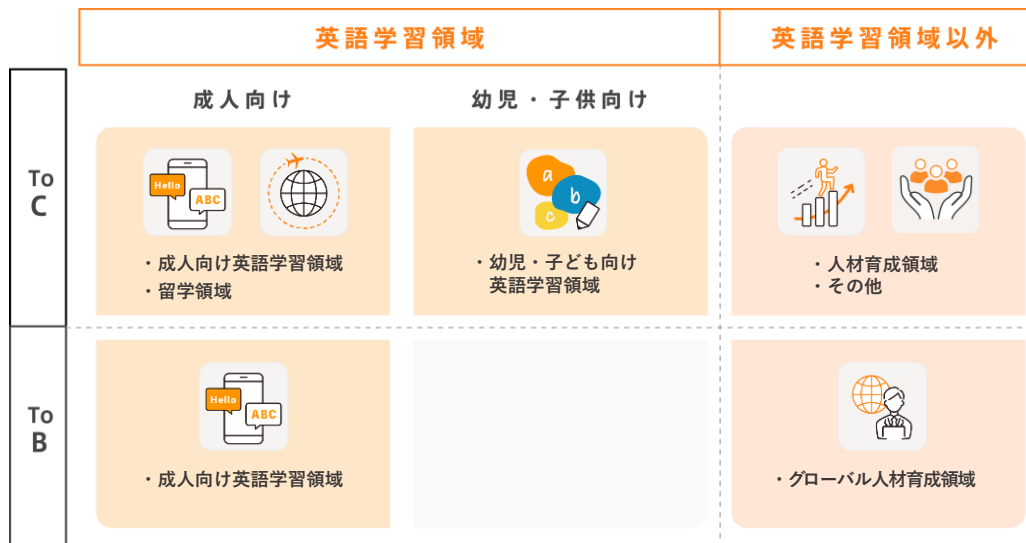 英語学習領域
英語学習領域以外
成人向け
幼児・子供向け
To
C
Hello
ABC
a
b
c
・成人向け英語学習領域
・留学領域
・幼児・子ども向け
英語学習領域
・人材育成領域
・その他
To
B
Hello
ABC
・成人向け英語学習領域
・グローバル人材育成領域